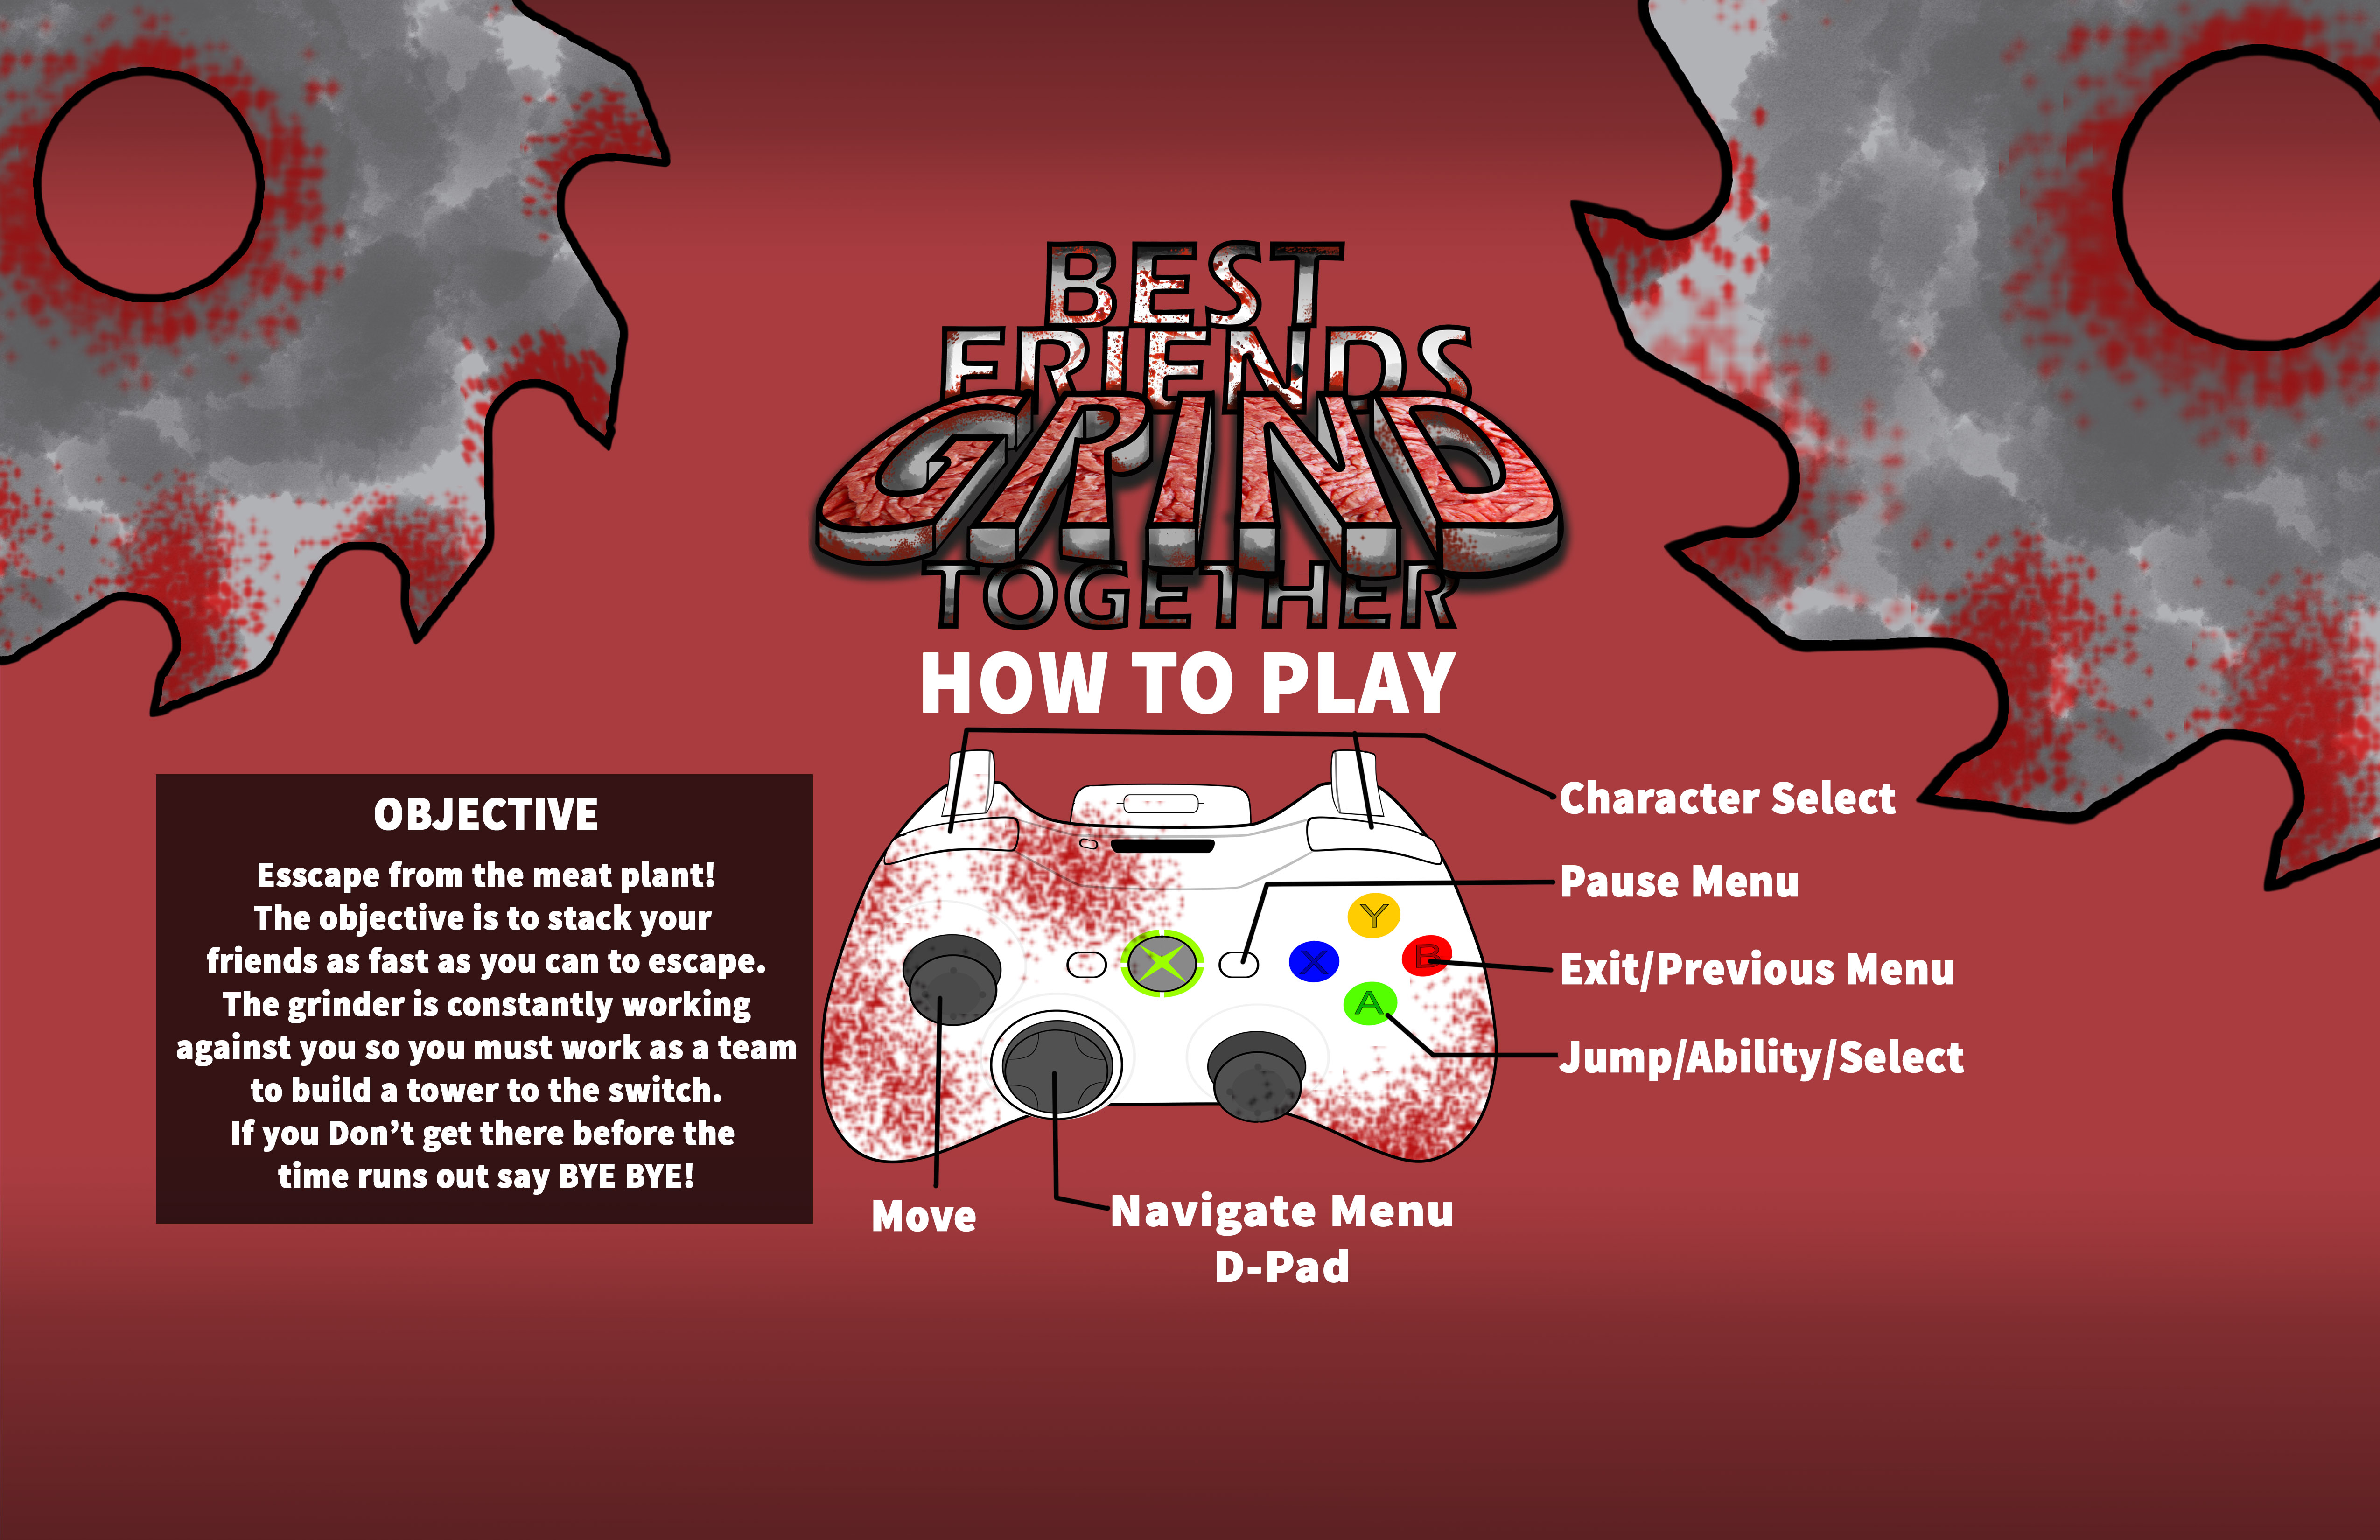 BEST
FRIENDS
GRIND
TOGETHER
HOW TO PLAY
OBJECTIVE
Esscape from the meat plant!
The objective is to stack your
friends as fast as you can to escape.
The grinder is constantly working
against you so you must work as a team
to build a tower to the switch.
If you Don't get there before the
time runs out say BYE BYE!
Character Select
Pause Menu
Y
X
B
Exit/Previous Menu
A
Jump/Ability/Select
Move
Navigate Menu
D-Pad